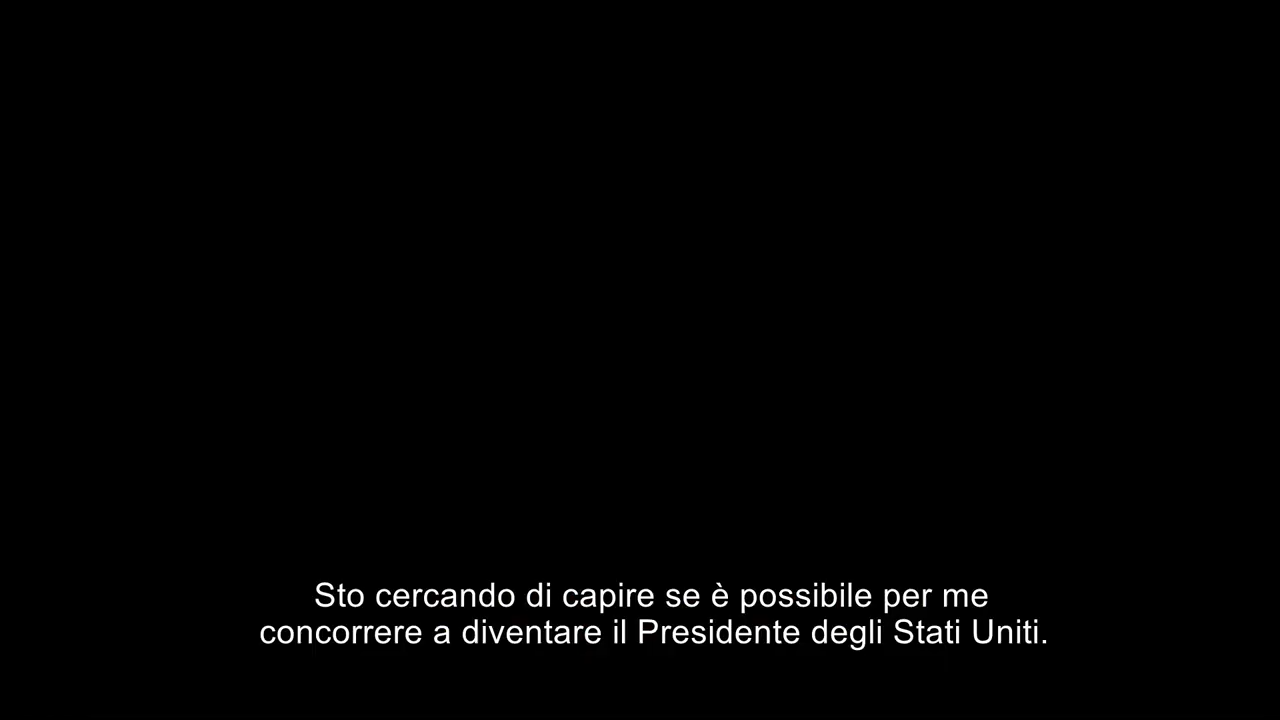 Sto cercando di capire se è possibile per me
concorrere a diventare il Presidente degli Stati Uniti.